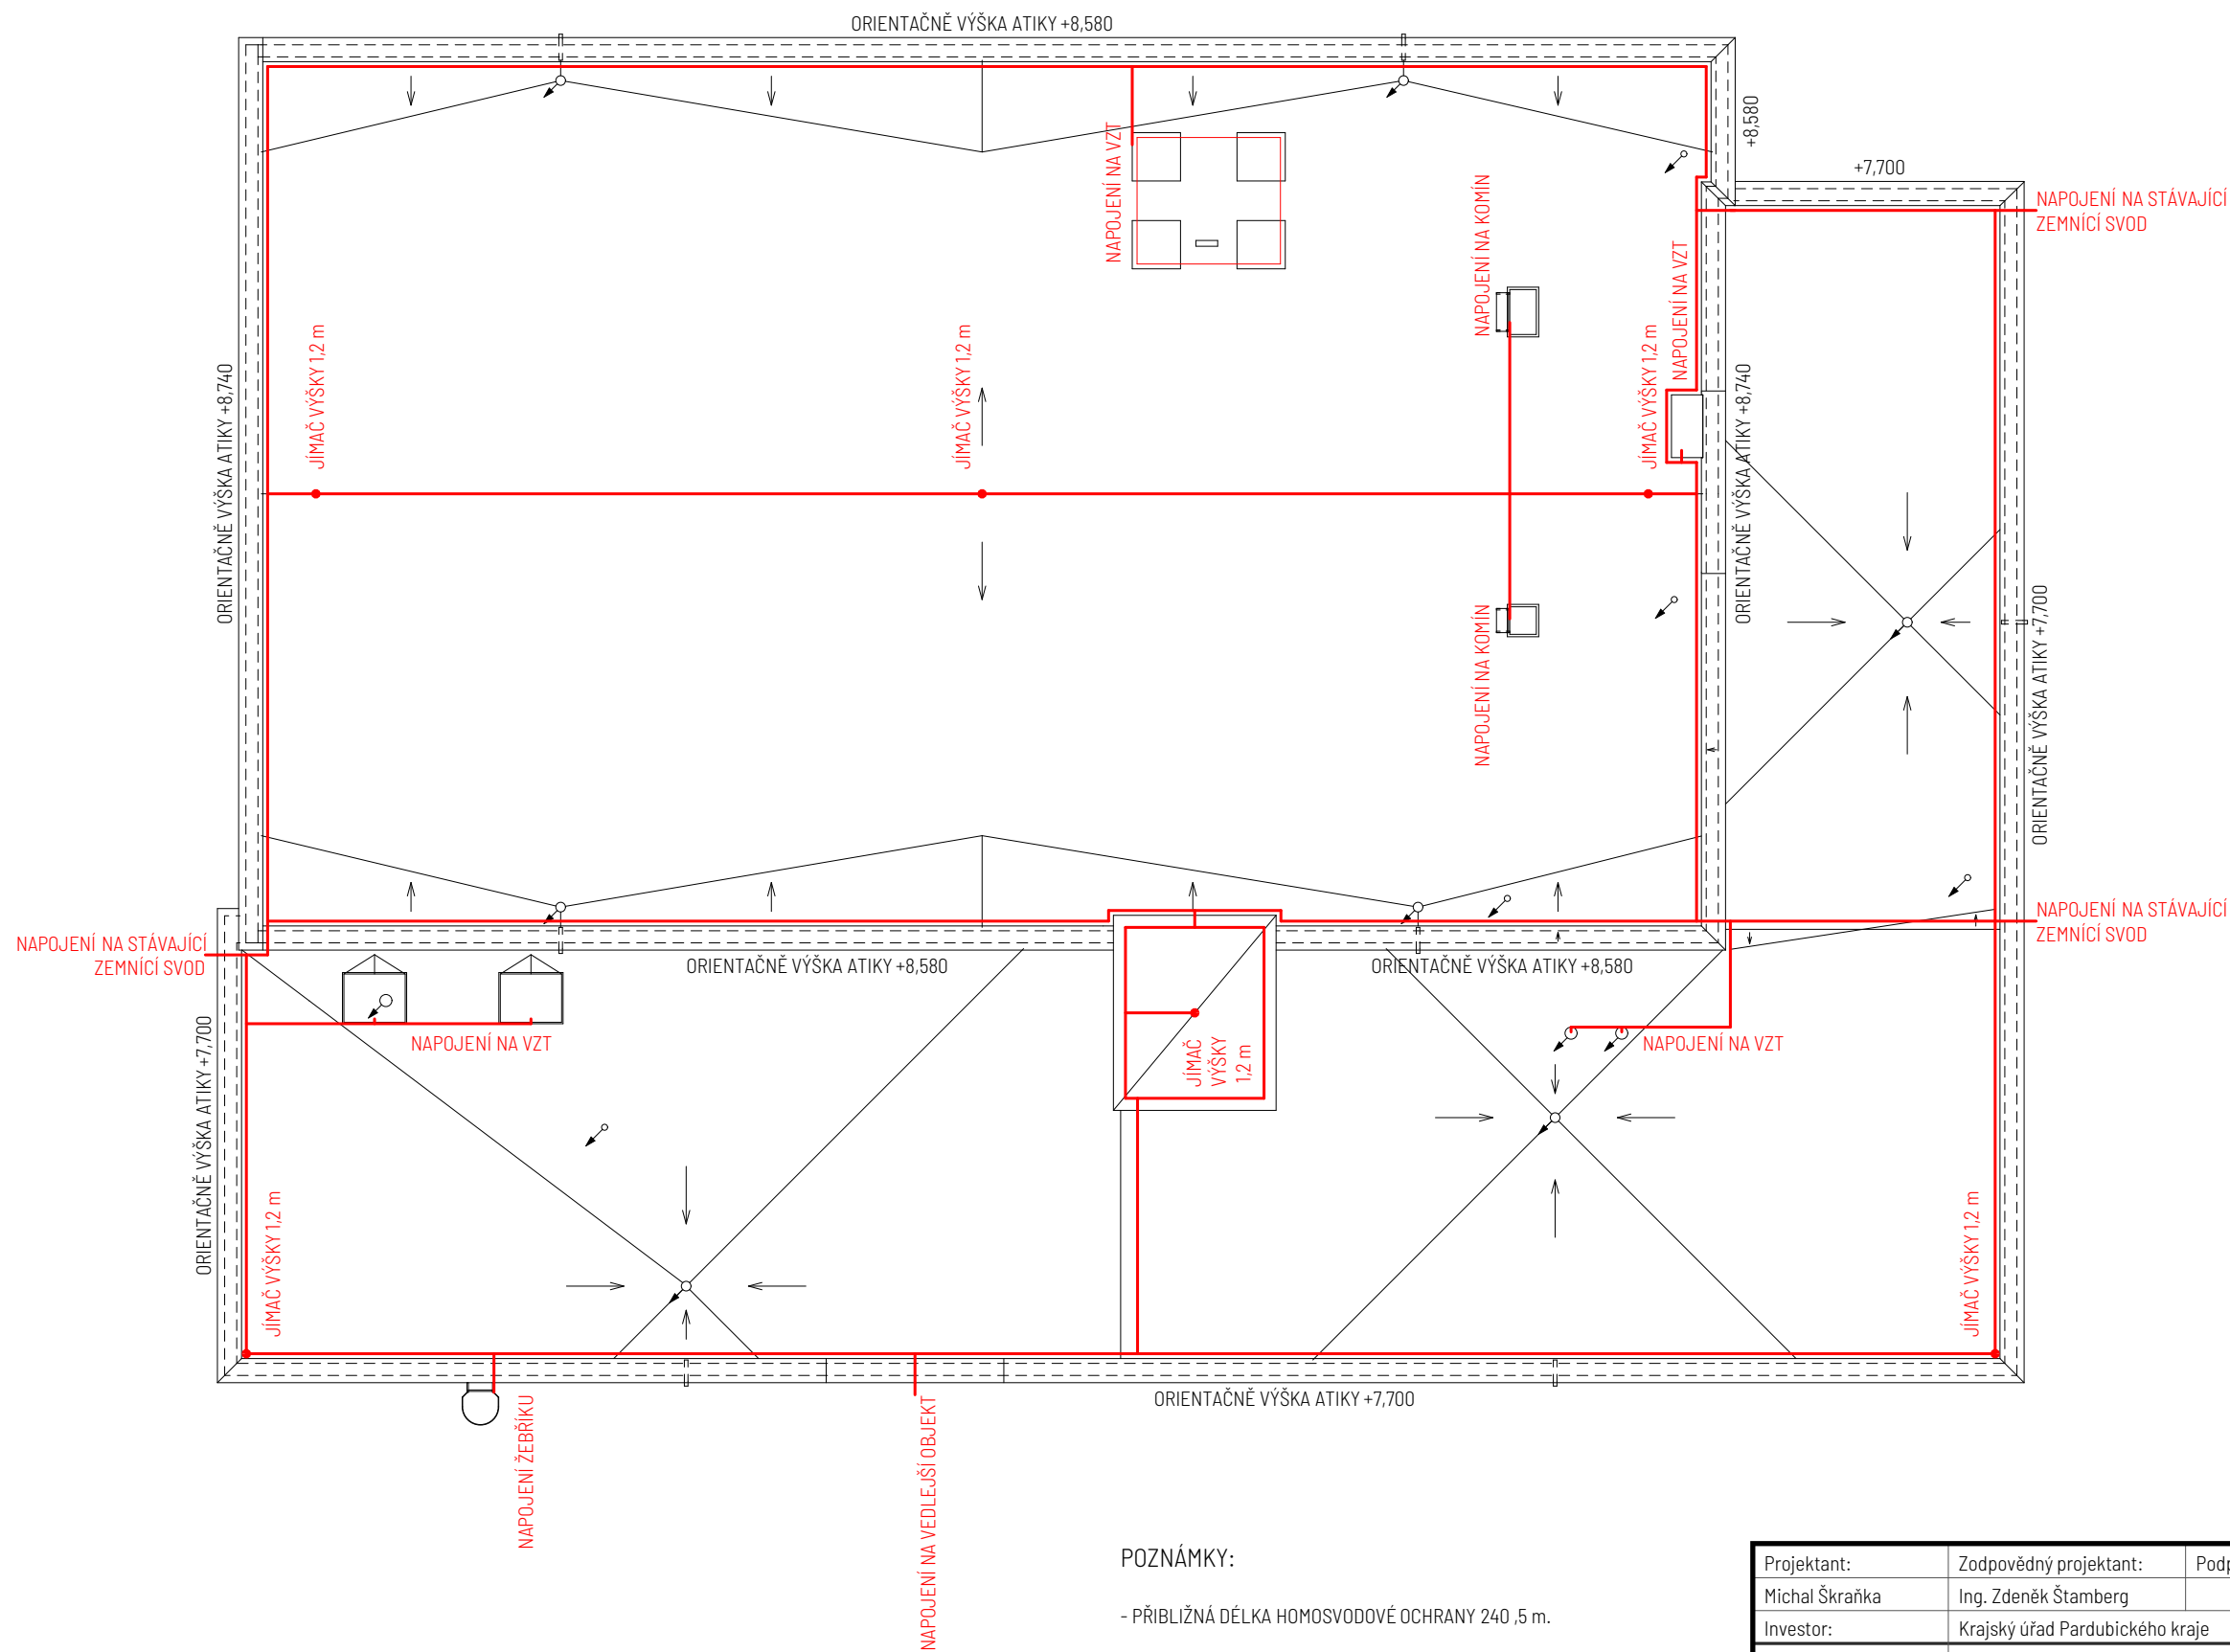 ORIENTAČNĚ VÝŠKA ATIKY +8,580
+8,580
+7,700
NAPOJENÍ NA STÁVAJÍCÍ
ZEMNÍCÍ SVOD
NAPOJENÍ NA VZT
NAPOJENÍ NA KOMÍN
NAPOJENÍ NA VZT
JÍMAČ VÝŠKY 1,2 m
JÍMAČ VÝŠKY 1,2 m
JÍMAČ VÝŠKY 1,2 m
ORIENTAČNĚ VÝŠKA ATIKY +8,740
ORIENTAČNĚ VÝŠKA ATIKY +8,740
NAPOJENÍ NA KOMÍN
ORIENTAČNĚ VÝŠKA ATIKY +7,700
NAPOJENÍ NA STÁVAJÍCÍ
ZEMNÍCÍ SVOD
NAPOJENÍ NA STÁVAJÍCÍ
ZEMNÍCÍ SVOD
ORIENTAČNĚ VÝŠKA ATIKY +8,580
ORIENTAČNĚ VÝŠKA ATIKY +8,580
NAPOJENÍ NA VZT
JÍMAČ
VÝŠKY
1,2 m
NAPOJENÍ NA VZT
ORIENTAČNĚ VÝŠKA ATIKY +7,700
JÍMAČ VÝŠKY 1,2 m
JÍMAČ VÝŠKY 1,2 m
ORIENTAČNĚ VÝŠKA ATIKY +7,700
NAPOJENÍ ŽEBŘÍKU
NAPOJENÍ NA VEDLEJŠÍ OBJEKT
POZNÁMKY:
- PŘIBLIŽNÁ DÉLKA HOMOSVODOVÉ OCHRANY 240 ,5 m.
Projektant: Zodpovědný projektant:
Michal Škraňka Ing. Zdeněk Štamberg
Investor: Krajský úřad Pardubického kraje